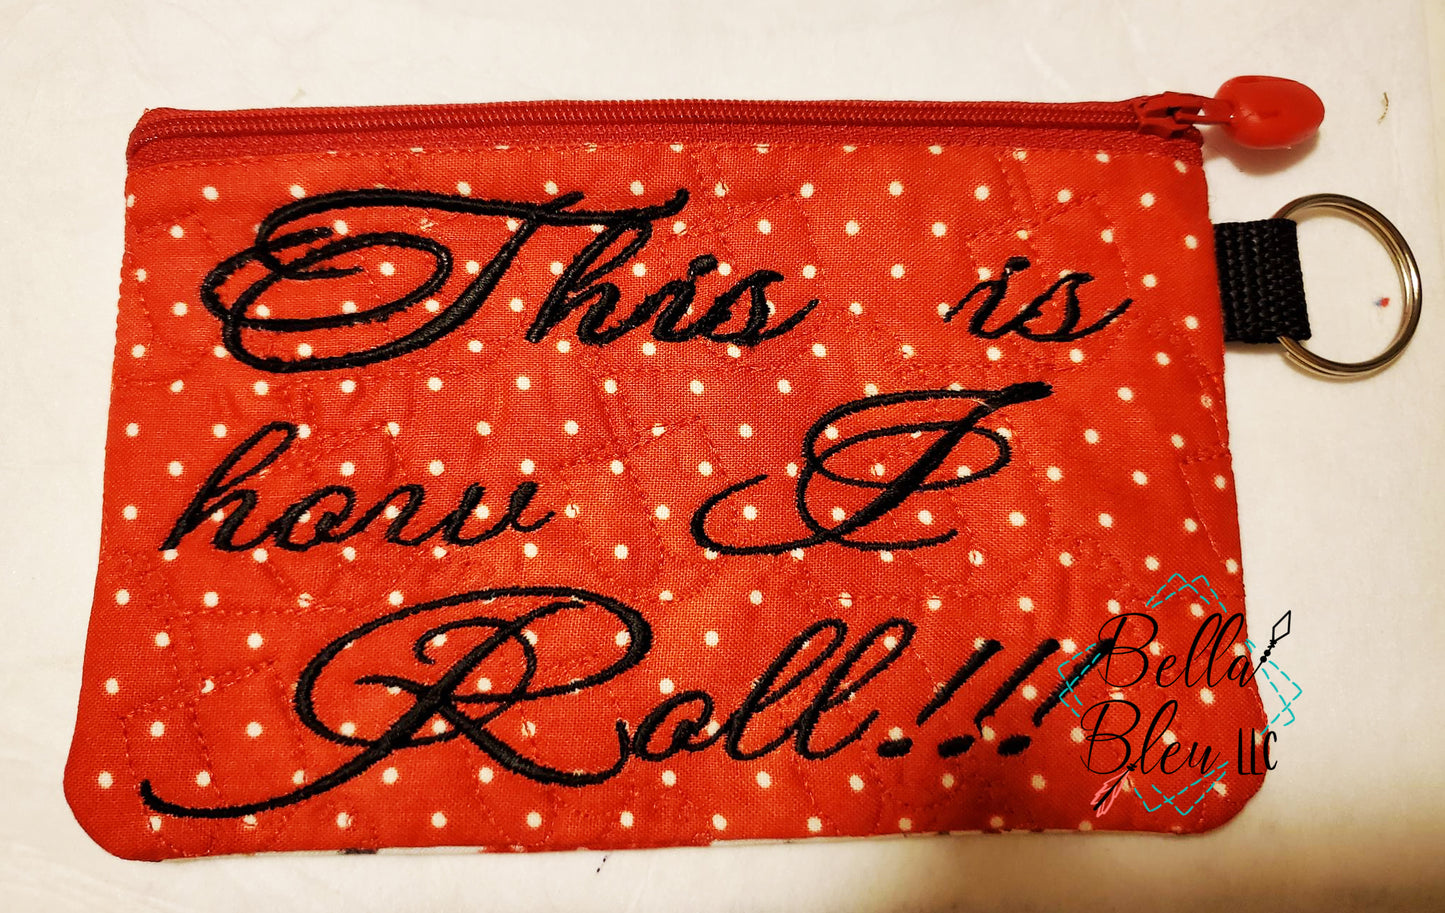 This is
how I
Roll!!!
Bella
Bleu LLC